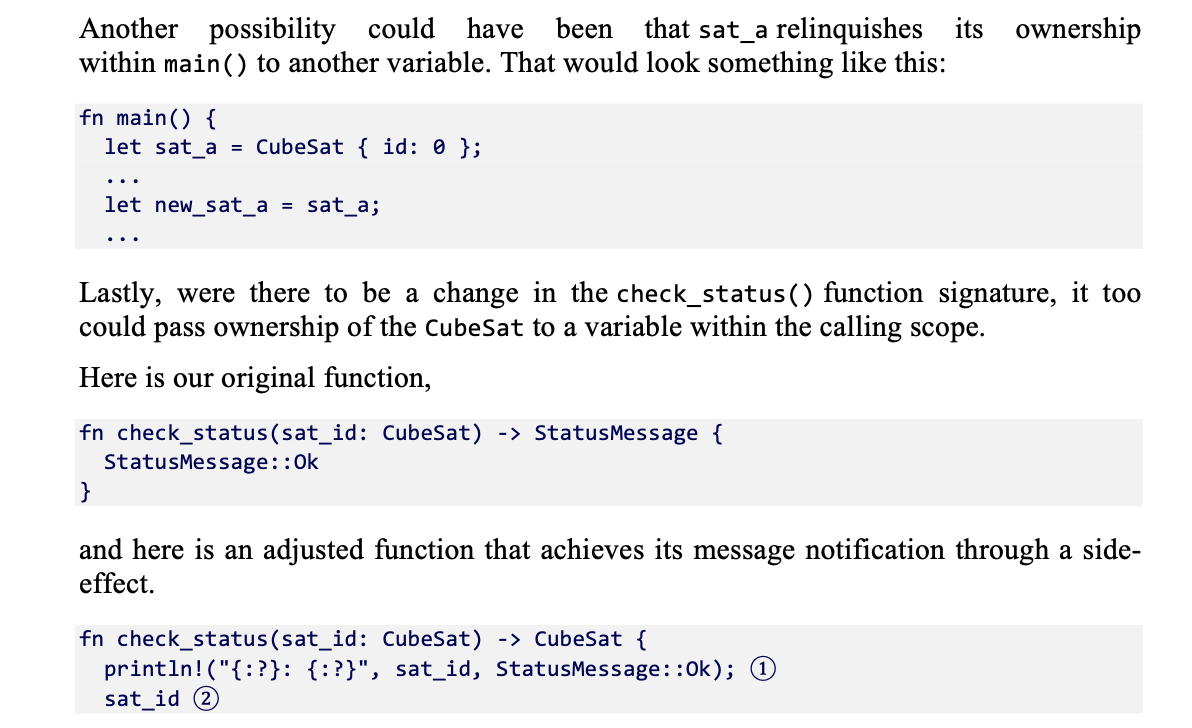 Another possibility could have been that sat_a relinquishes its ownership
within main() to another variable. That would look something like this:
fn main() {
  let sat_a = CubeSat { id: 0 };
  ...
  let new_sat_a = sat_a;
  ...
Lastly, were there to be a change in the check_status() function signature, it too
could pass ownership of the CubeSat to a variable within the calling scope.
Here is our original function,
fn check_status(sat_id: CubeSat) -> StatusMessage {
  StatusMessage::Ok
}
and here is an adjusted function that achieves its message notification through a side-
effect.
fn check_status(sat_id: CubeSat) -> CubeSat {
  println!("{:?}: {:?}", sat_id, StatusMessage::Ok); ①
  sat_id ②